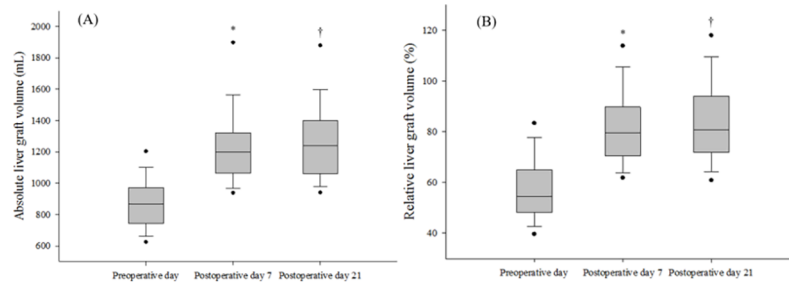 (A)
*
†
2000
1800
1600
1400
1200
1000
800
600
Absolute liver graft volume (mL)
Preoperative day
Postoperative day 7
Postoperative day 21
(B)
*
†
120
100
80
60
40
Relative liver graft volume (%)
Preoperative day
Postoperative day 7
Postoperative day 21